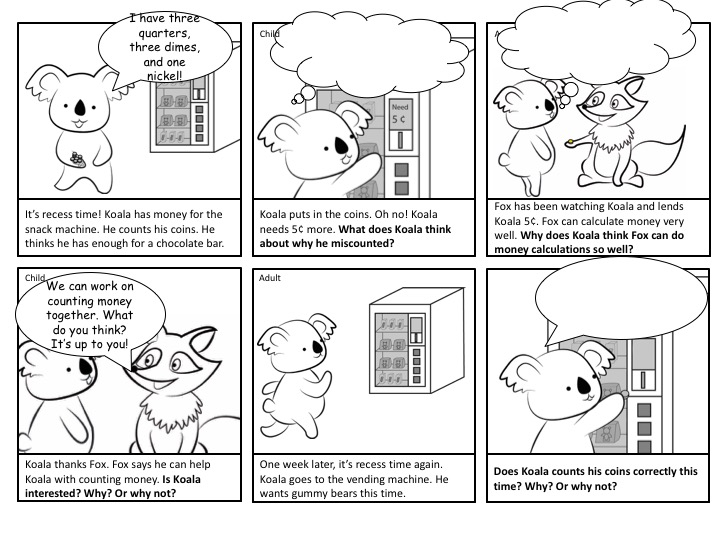 I have three
quarters,
three dimes,
and one
nickel!
It's recess time! Koala has money for the
snack machine. He counts his coins. He
thinks he has enough for a chocolate bar.
Child
Need
5 ¢
Koala puts in the coins. Oh no! Koala
needs 5¢ more. What does Koala think
about why he miscounted?
Fox has been watching Koala and lends
Koala 5¢. Fox can calculate money very
well. Why does Koala think Fox can do
money calculations so well?
Child
We can work on
counting money
together. What
do you think?
It's up to you!
Koala thanks Fox. Fox says he can help
Koala with counting money. Is Koala
interested? Why? Or why not?
Adult
One week later, it's recess time again.
Koala goes to the vending machine. He
wants gummy bears this time.
Does Koala counts his coins correctly this
time? Why? Or why not?